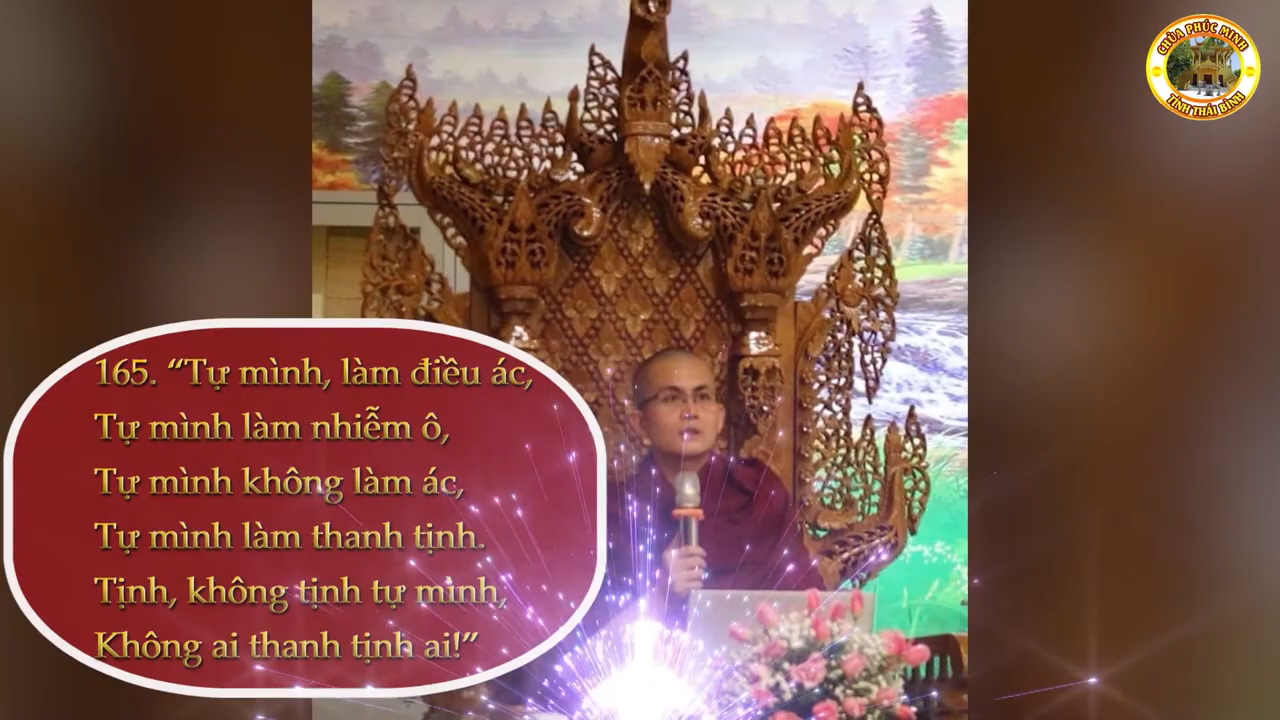 CHÙA PHÚC MINH
TỈNH THÁI BÌNH
165. “Tự mình, làm điều ác,
Tự mình làm nhiễm ô,
Tự mình không làm ác,
Tự mình làm thanh tịnh.
Tịnh, không tịnh tự mình,
Không ai thanh tịnh ai!”